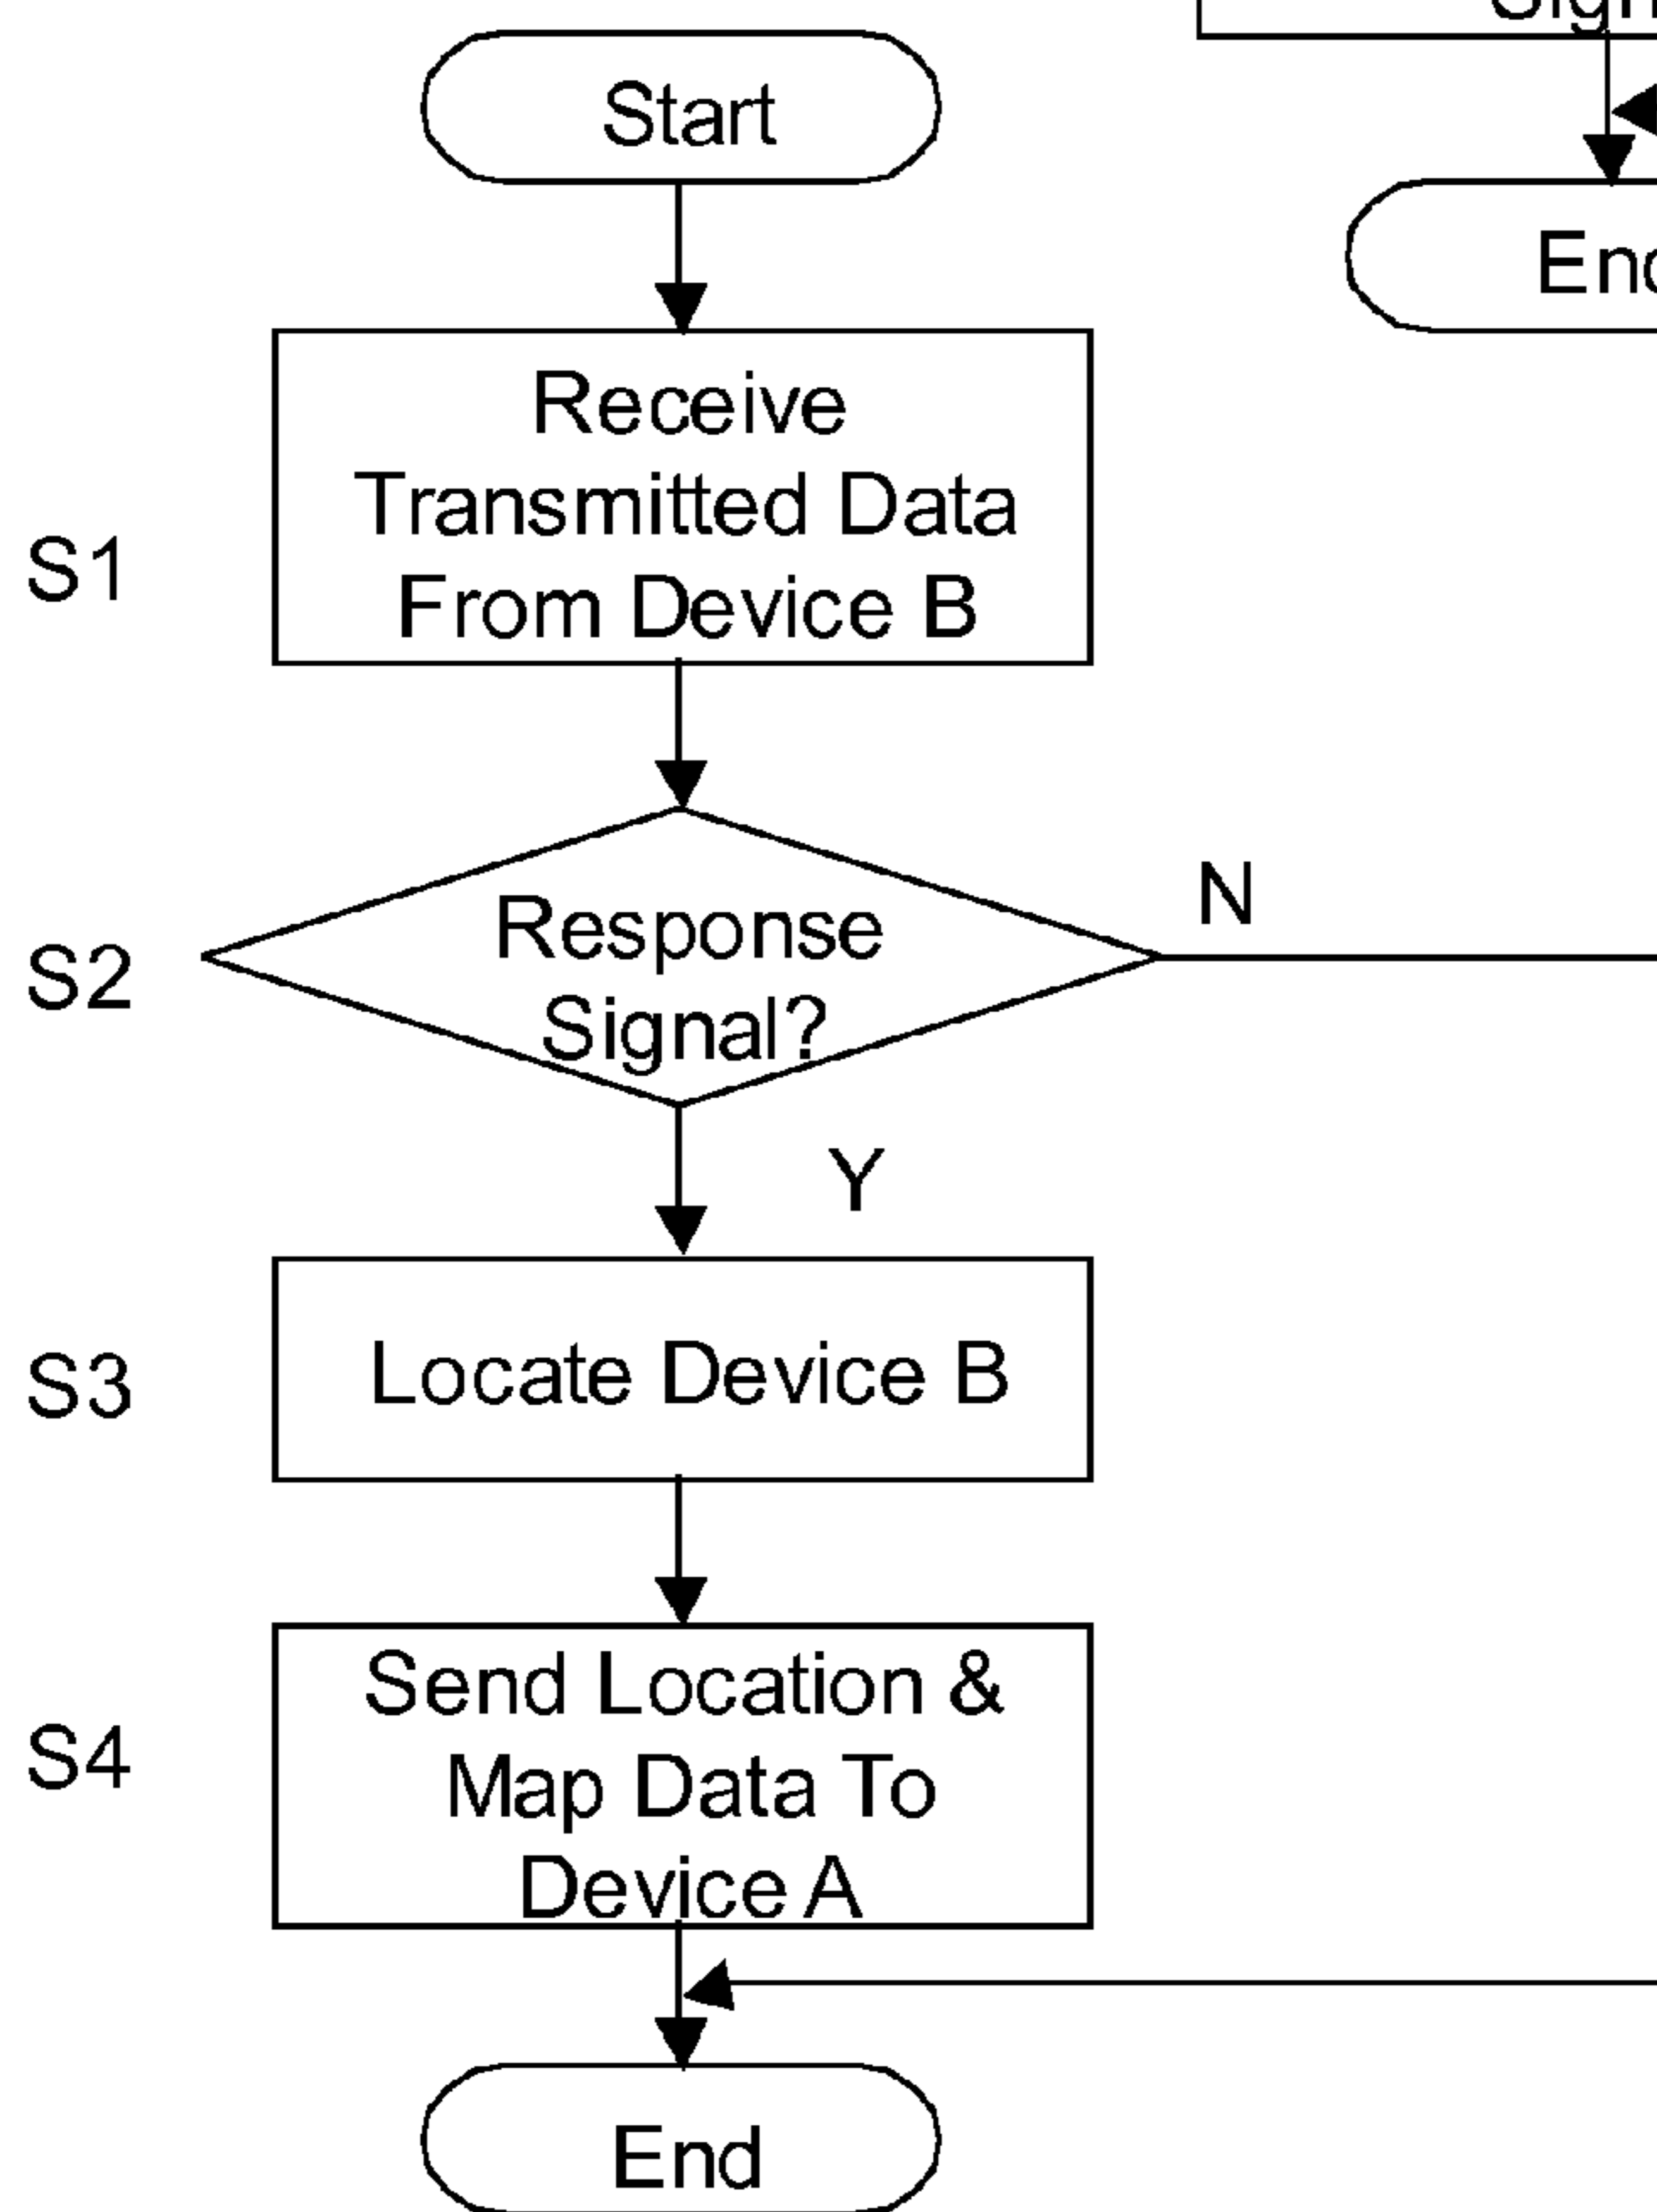 Start
S1
Receive
Transmitted Data
From Device B
S2
Response
Signal?
N
Y
S3
Locate Device B
S4
Send Location &
Map Data To
Device A
End